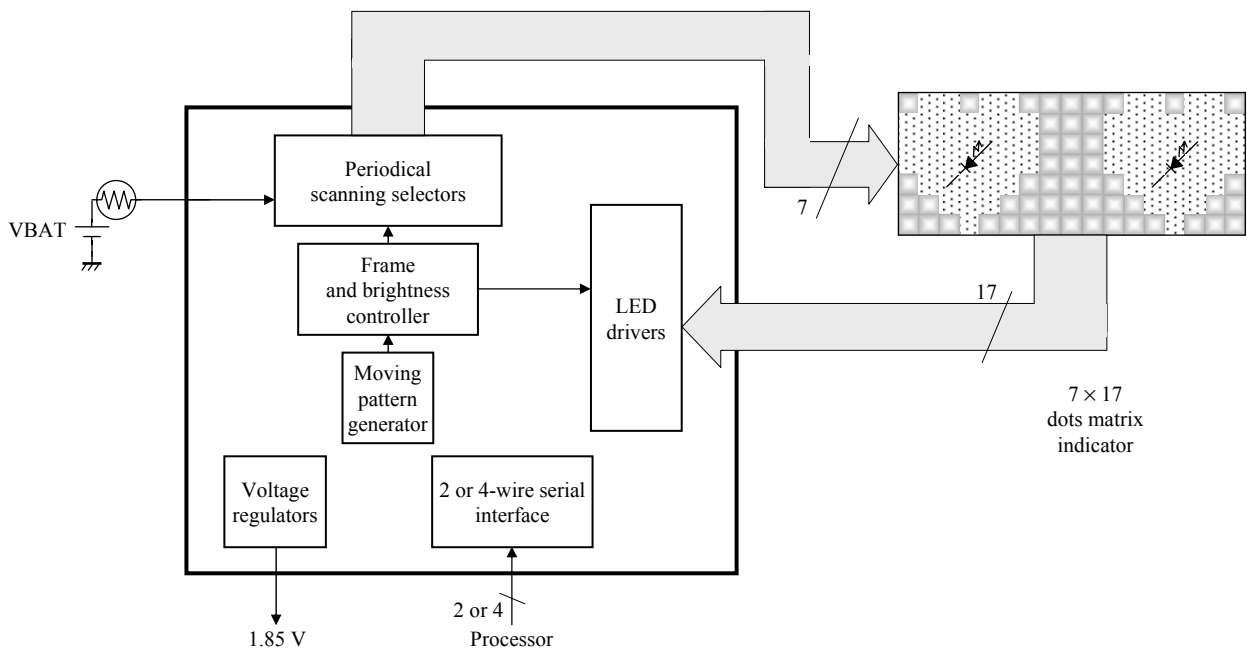 Periodical
scanning selectors
7
VBAT
Frame
and brightness
controller
LED
drivers
17
Moving
pattern
generator
7 × 17
dots matrix
indicator
Voltage
regulators
2 or 4-wire serial
interface
2 or 4
1.85 V
Processor